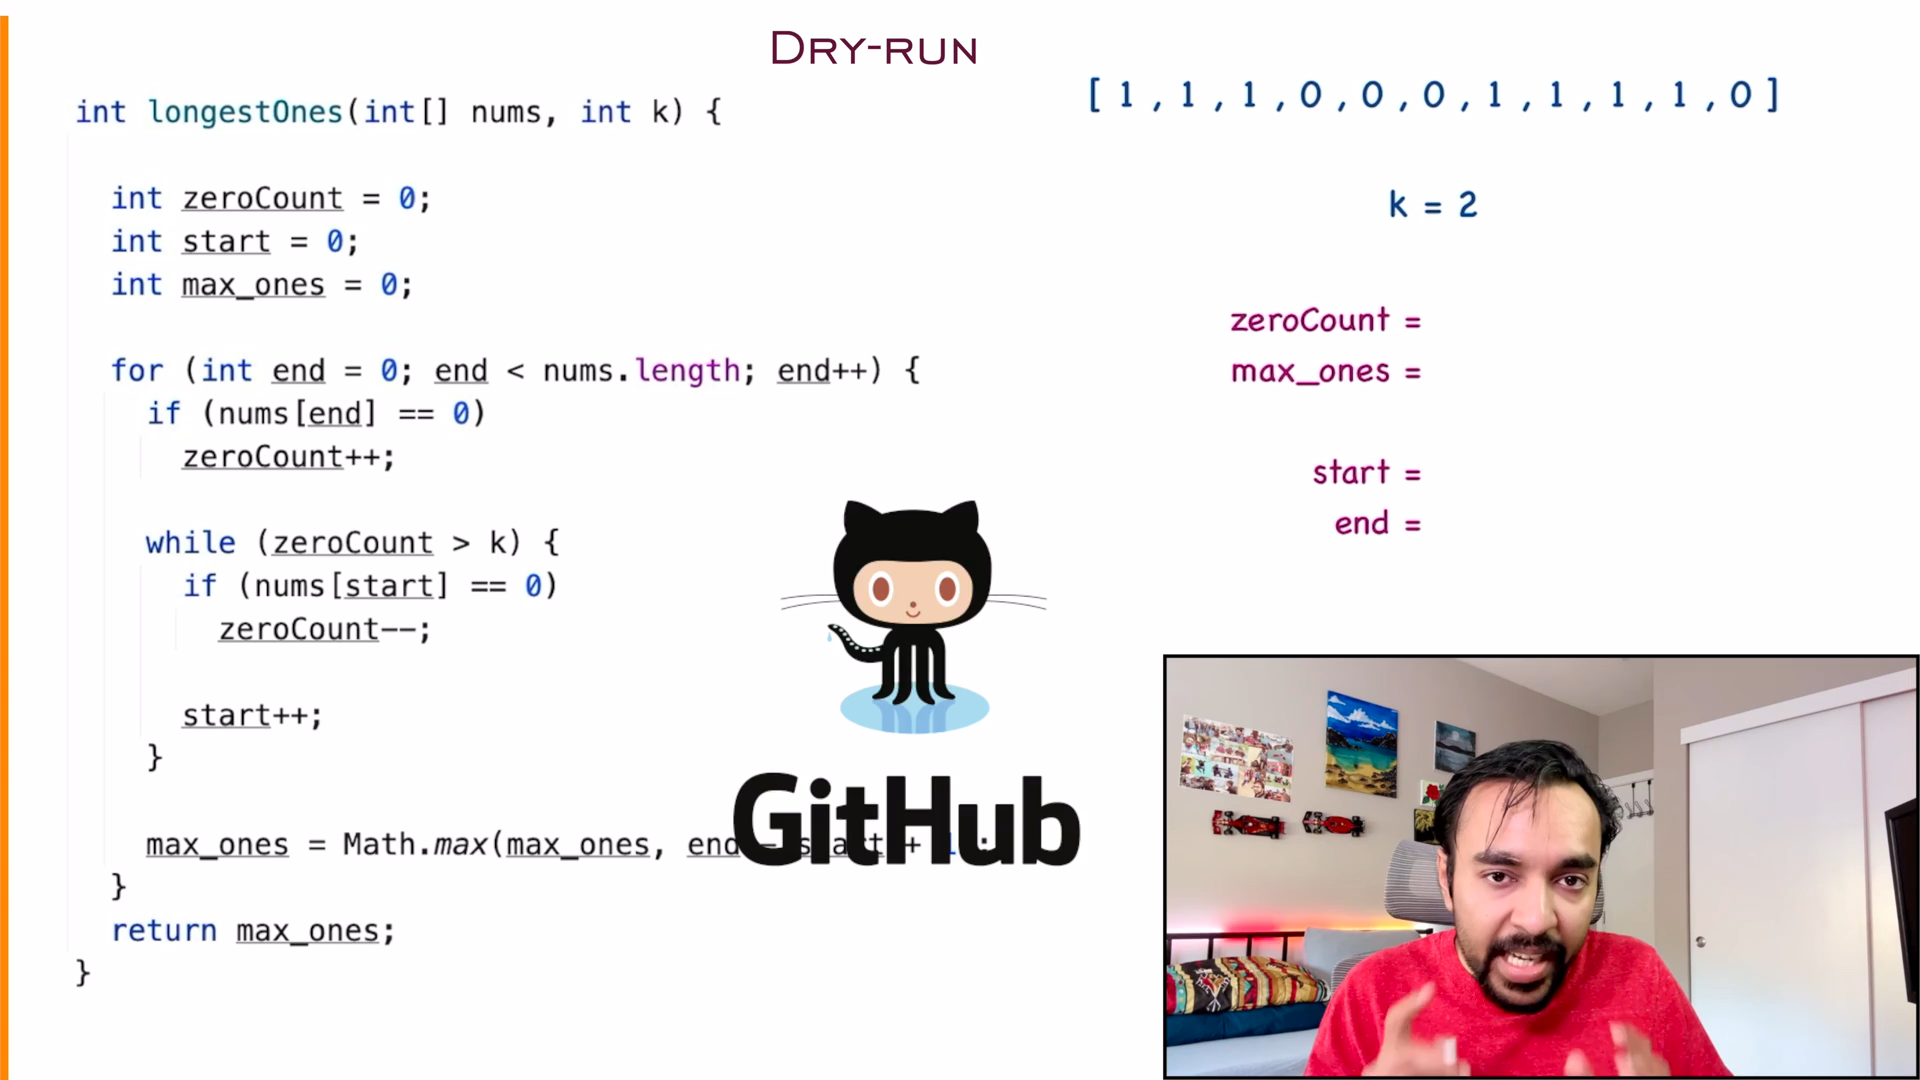 DRY-RUN
int longestOnes(int[] nums, int k) {
int zeroCount = 0;
int start = 0;
int max_ones = 0;
for (int end = 0; end < nums.length; end++) {
if (nums[end] == 0)
zeroCount++;
while (zeroCount > k) {
if (nums[start] == 0)
zeroCount--;
start++;
}
max_ones = Math.max(max_ones, end - start + 1);
}
return max_ones;
}
[ 1 , 1 , 1 , 0 , 0 , 0 , 1 , 1 , 1 , 1 , 0 ]
k = 2
zeroCount =
max_ones =
start =
end =
GitHub